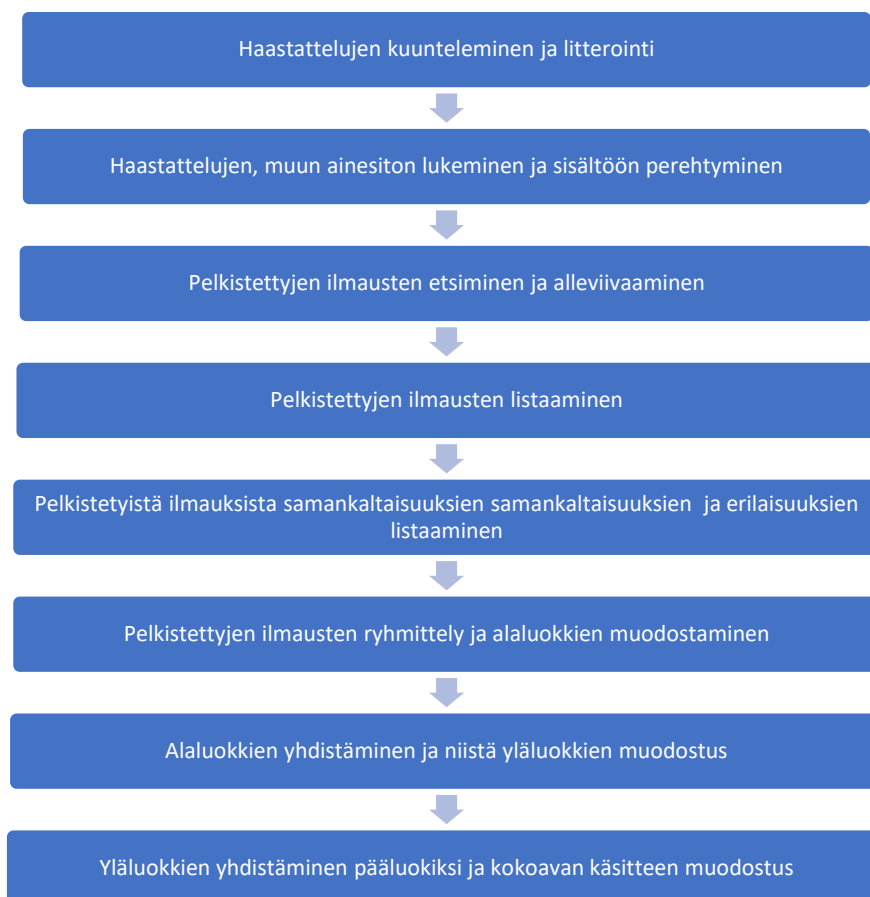 Haastattelujen kuunteleminen ja litterointi
Haastattelujen, muun ainesiton lukeminen ja sisältöön perehtyminen
Pelkistettyjen ilmausten etsiminen ja alleviivaaminen
Pelkistettyjen ilmausten listaaminen
Pelkistetyistä ilmauksista samankaltaisuuksien samankaltaisuuksien ja erilaisuuksien
listaaminen
Pelkistettyjen ilmausten ryhmittely ja alaluokkien muodostaminen
Alaluokkien yhdistäminen ja niistä yläluokkien muodostus
Yläluokkien yhdistäminen pääluokiksi ja kokoavan käsitteen muodostus